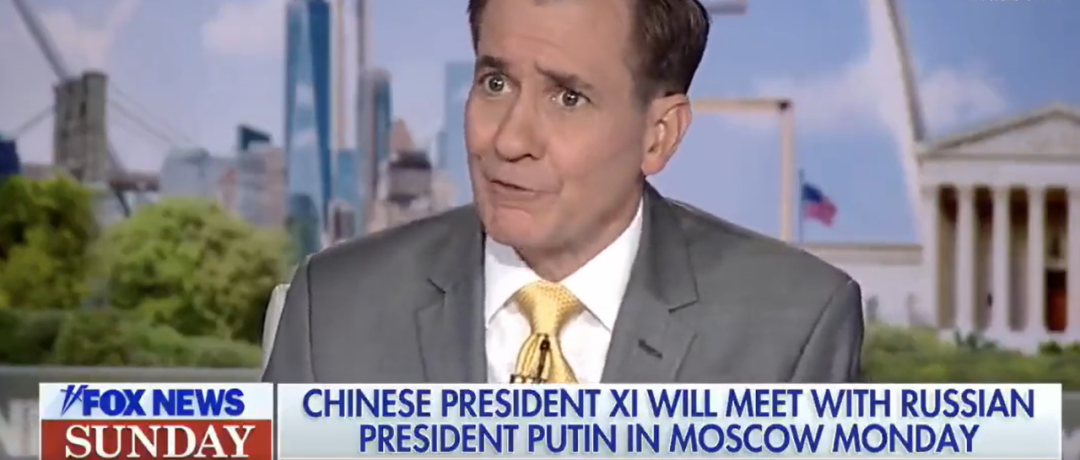 FOX NEWS
SUNDAY
CHINESE PRESIDENT XI WILL MEET WITH RUSSIAN
PRESIDENT PUTIN IN MOSCOW MONDAY